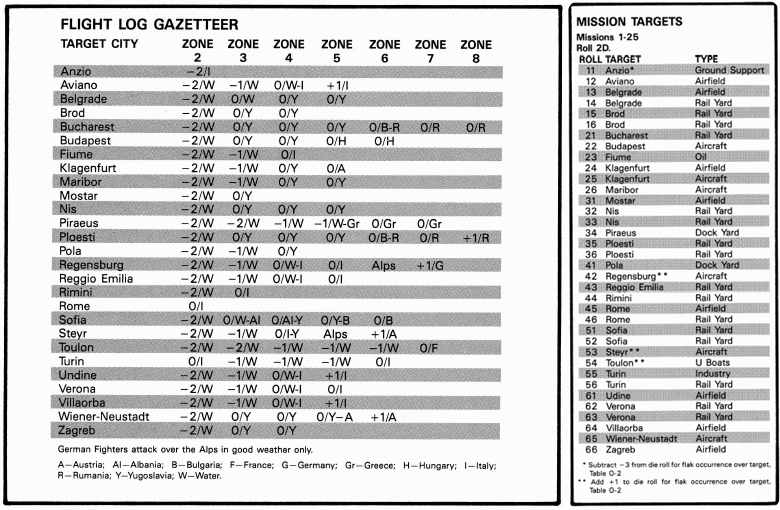 FLIGHT LOG GAZETTEER
TARGET CITY ZONE ZONE ZONE ZONE ZONE ZONE ZONE
2 3 4 5 6 7 8
Anzio −2/I
Aviano −2/W −1/W 0/W-I +1/I
Belgrade −2/W 0/W 0/Y 0/Y
Brod −2/W 0/Y 0/Y
Bucharest −2/W 0/Y 0/Y 0/Y 0/B-R 0/R 0/R
Budapest −2/W 0/Y 0/Y 0/H 0/H
Fiume −2/W −1/W 0/I
Klagenfurt −2/W −1/W 0/Y 0/A
Maribor −2/W −1/W 0/Y 0/Y
Mostar −2/W 0/Y
Nis −2/W 0/Y 0/Y 0/Y
Piraeus −2/W −2/W −1/W −1/W-Gr 0/Gr 0/Gr
Ploesti −2/W 0/Y 0/Y 0/Y 0/B-R 0/R +1/R
Pola −2/W −1/W 0/Y
Regensburg −2/W −1/W 0/W-I 0/I Alps +1/G
Reggio Emilia −2/W −1/W 0/W-I 0/I
Rimini −2/W 0/I
Rome 0/I
Sofia −2/W 0/W-Al 0/Al-Y 0/Y-B 0/B
Steyr −2/W −1/W 0/I-Y Alps +1/A
Toulon −2/W −2/W −1/W −1/W −1/W 0/F
Turin 0/I −1/W −1/W −1/W 0/I
Undine −2/W −1/W 0/W-I +1/I
Verona −2/W −1/W 0/W-I 0/I
Villaorba −2/W −1/W 0/W-I +1/I
Wiener-Neustadt −2/W 0/Y 0/Y 0/Y−A +1/A
Zagreb −2/W 0/Y 0/Y
German Fighters attack over the Alps in good weather only.
A—Austria; Al—Albania; B—Bulgaria; F—France; G—Germany; Gr—Greece; H—Hungary; I—Italy;
R—Rumania; Y—Yugoslavia; W—Water.
MISSION TARGETS
Missions 1-25
Roll 2D.
ROLL TARGET TYPE
11 Anzio* Ground Support
12 Aviano Airfield
13 Belgrade Airfield
14 Belgrade Rail Yard
15 Brod Rail Yard
16 Brod Rail Yard
21 Bucharest Rail Yard
22 Budapest Aircraft
23 Fiume Oil
24 Klagenfurt Airfield
25 Klagenfurt Aircraft
26 Maribor Aircraft
31 Mostar Airfield
32 Nis Rail Yard
33 Nis Rail Yard
34 Piraeus Dock Yard
35 Ploesti Rail Yard
36 Ploesti Rail Yard
41 Pola Dock Yard
42 Regensburg** Aircraft
43 Reggio Emilia Rail Yard
44 Rimini Rail Yard
45 Rome Airfield
46 Rome Rail Yard
51 Sofia Rail Yard
52 Sofia Rail Yard
53 Steyr** Aircraft
54 Toulon** U Boats
55 Turin Industry
56 Turin Rail Yard
61 Udine Airfield
62 Verona Rail Yard
63 Verona Rail Yard
64 Villaorba Airfield
65 Wiener-Neustadt Aircraft
66 Zagreb Airfield
* Subtract −3 from die roll for flak occurrence over target,
Table O-2
** Add +1 to die roll for flak occurrence over target,
Table O-2